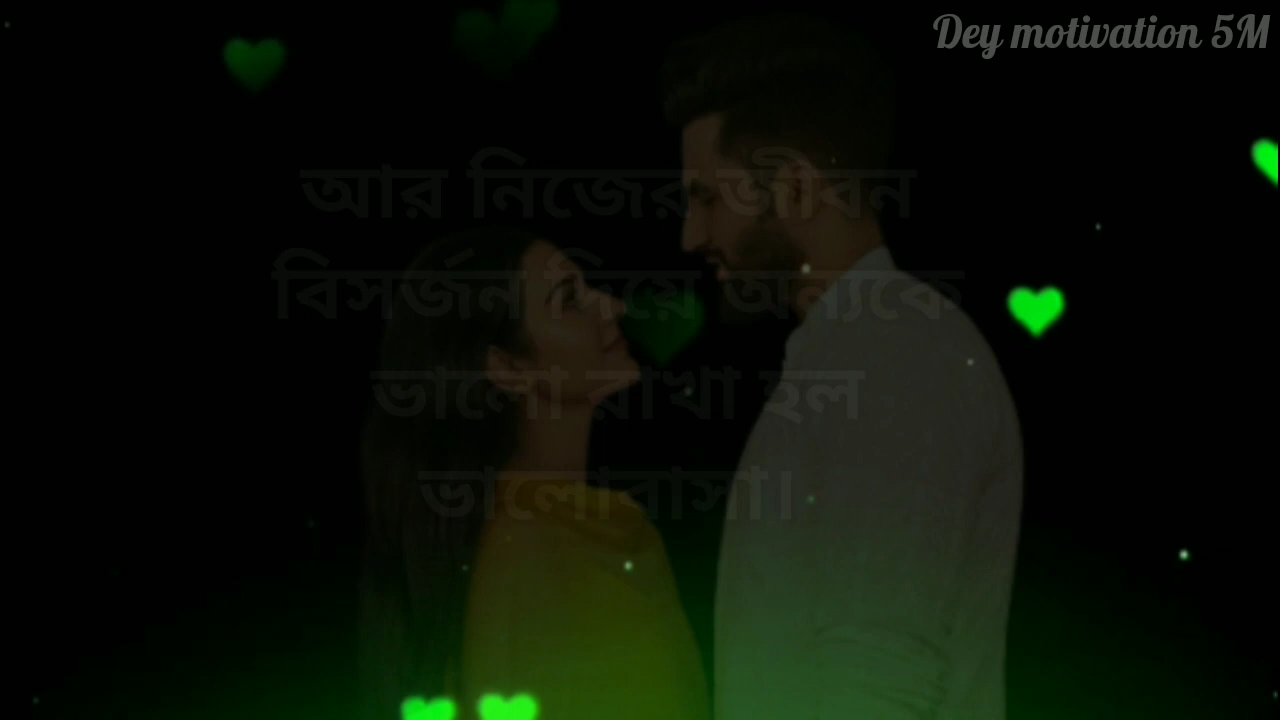 Dey motivation 5M
আর নিজের জীবন
বিসর্জন দিয়ে অন্যকে
ভালো রাখা হল
ভালোবাসা।